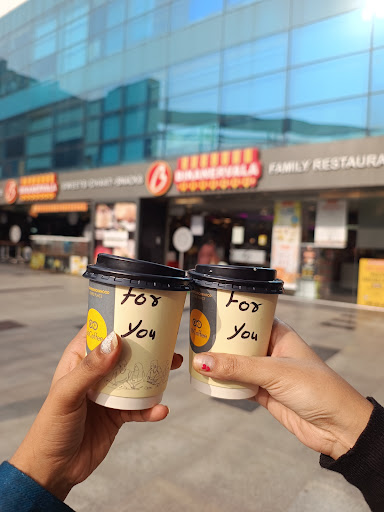 BIKANERVALA
SWEETS CHAAT SNACKS
BIKANERVALA
FAMILY RESTAURA
For
You
For
You